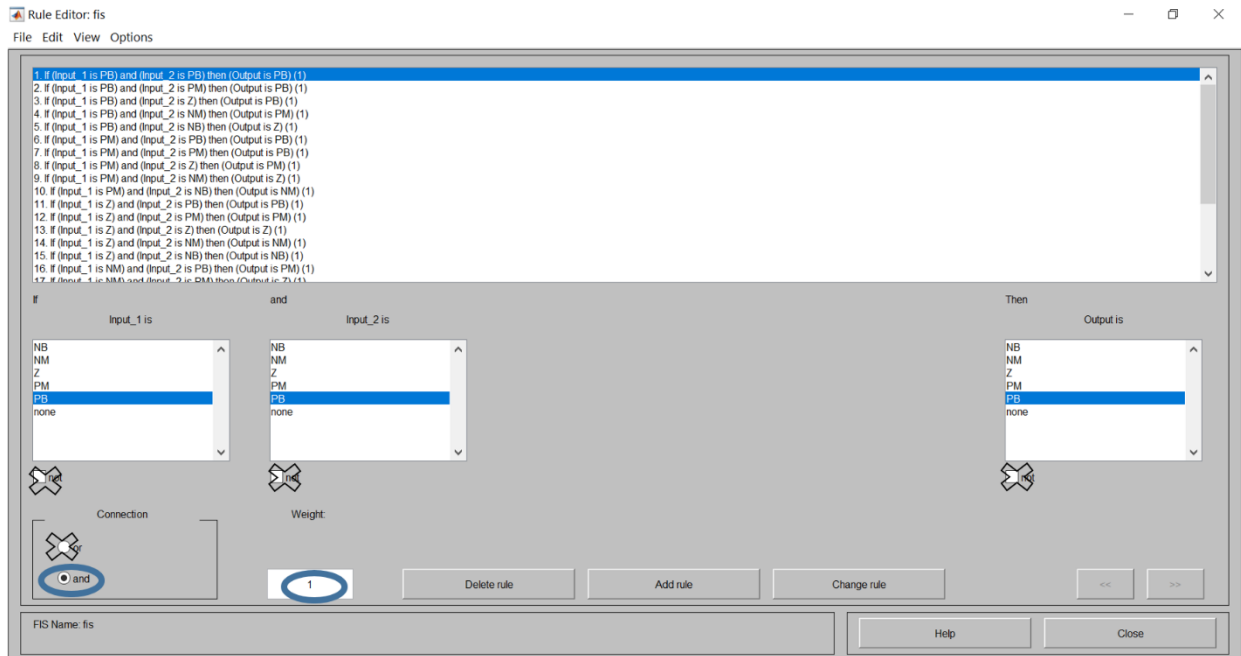 Rule Editor: fis
File Edit View Options
1. If (Input_1 is PB) and (Input_2 is PB) then (Output is PB) (1)
2. If (Input_1 is PB) and (Input_2 is PM) then (Output is PB) (1)
3. If (Input_1 is PB) and (Input_2 is Z) then (Output is PB) (1)
4. If (Input_1 is PB) and (Input_2 is NM) then (Output is PM) (1)
5. If (Input_1 is PB) and (Input_2 is NB) then (Output is Z) (1)
6. If (Input_1 is PM) and (Input_2 is PB) then (Output is PB) (1)
7. If (Input_1 is PM) and (Input_2 is PM) then (Output is PB) (1)
8. If (Input_1 is PM) and (Input_2 is Z) then (Output is PM) (1)
9. If (Input_1 is PM) and (Input_2 is NM) then (Output is Z) (1)
10. If (Input_1 is PM) and (Input_2 is NB) then (Output is NM) (1)
11. If (Input_1 is Z) and (Input_2 is PB) then (Output is PB) (1)
12. If (Input_1 is Z) and (Input_2 is PM) then (Output is PM) (1)
13. If (Input_1 is Z) and (Input_2 is Z) then (Output is Z) (1)
14. If (Input_1 is Z) and (Input_2 is NM) then (Output is NM) (1)
15. If (Input_1 is Z) and (Input_2 is NB) then (Output is NB) (1)
16. If (Input_1 is NM) and (Input_2 is PB) then (Output is PM) (1)
17. If (Input_1 is NM) and (Input_2 is PM) then (Output is Z) (1)
If and Then
Input_1 is Input_2 is Output is
NB NB NB
NM NM NM
Z Z Z
PM PM PM
PB PB PB
none none none
not not not
Connection Weight:
or
and 1 Delete rule Add rule Change rule << >>
FIS Name: fis Help Close